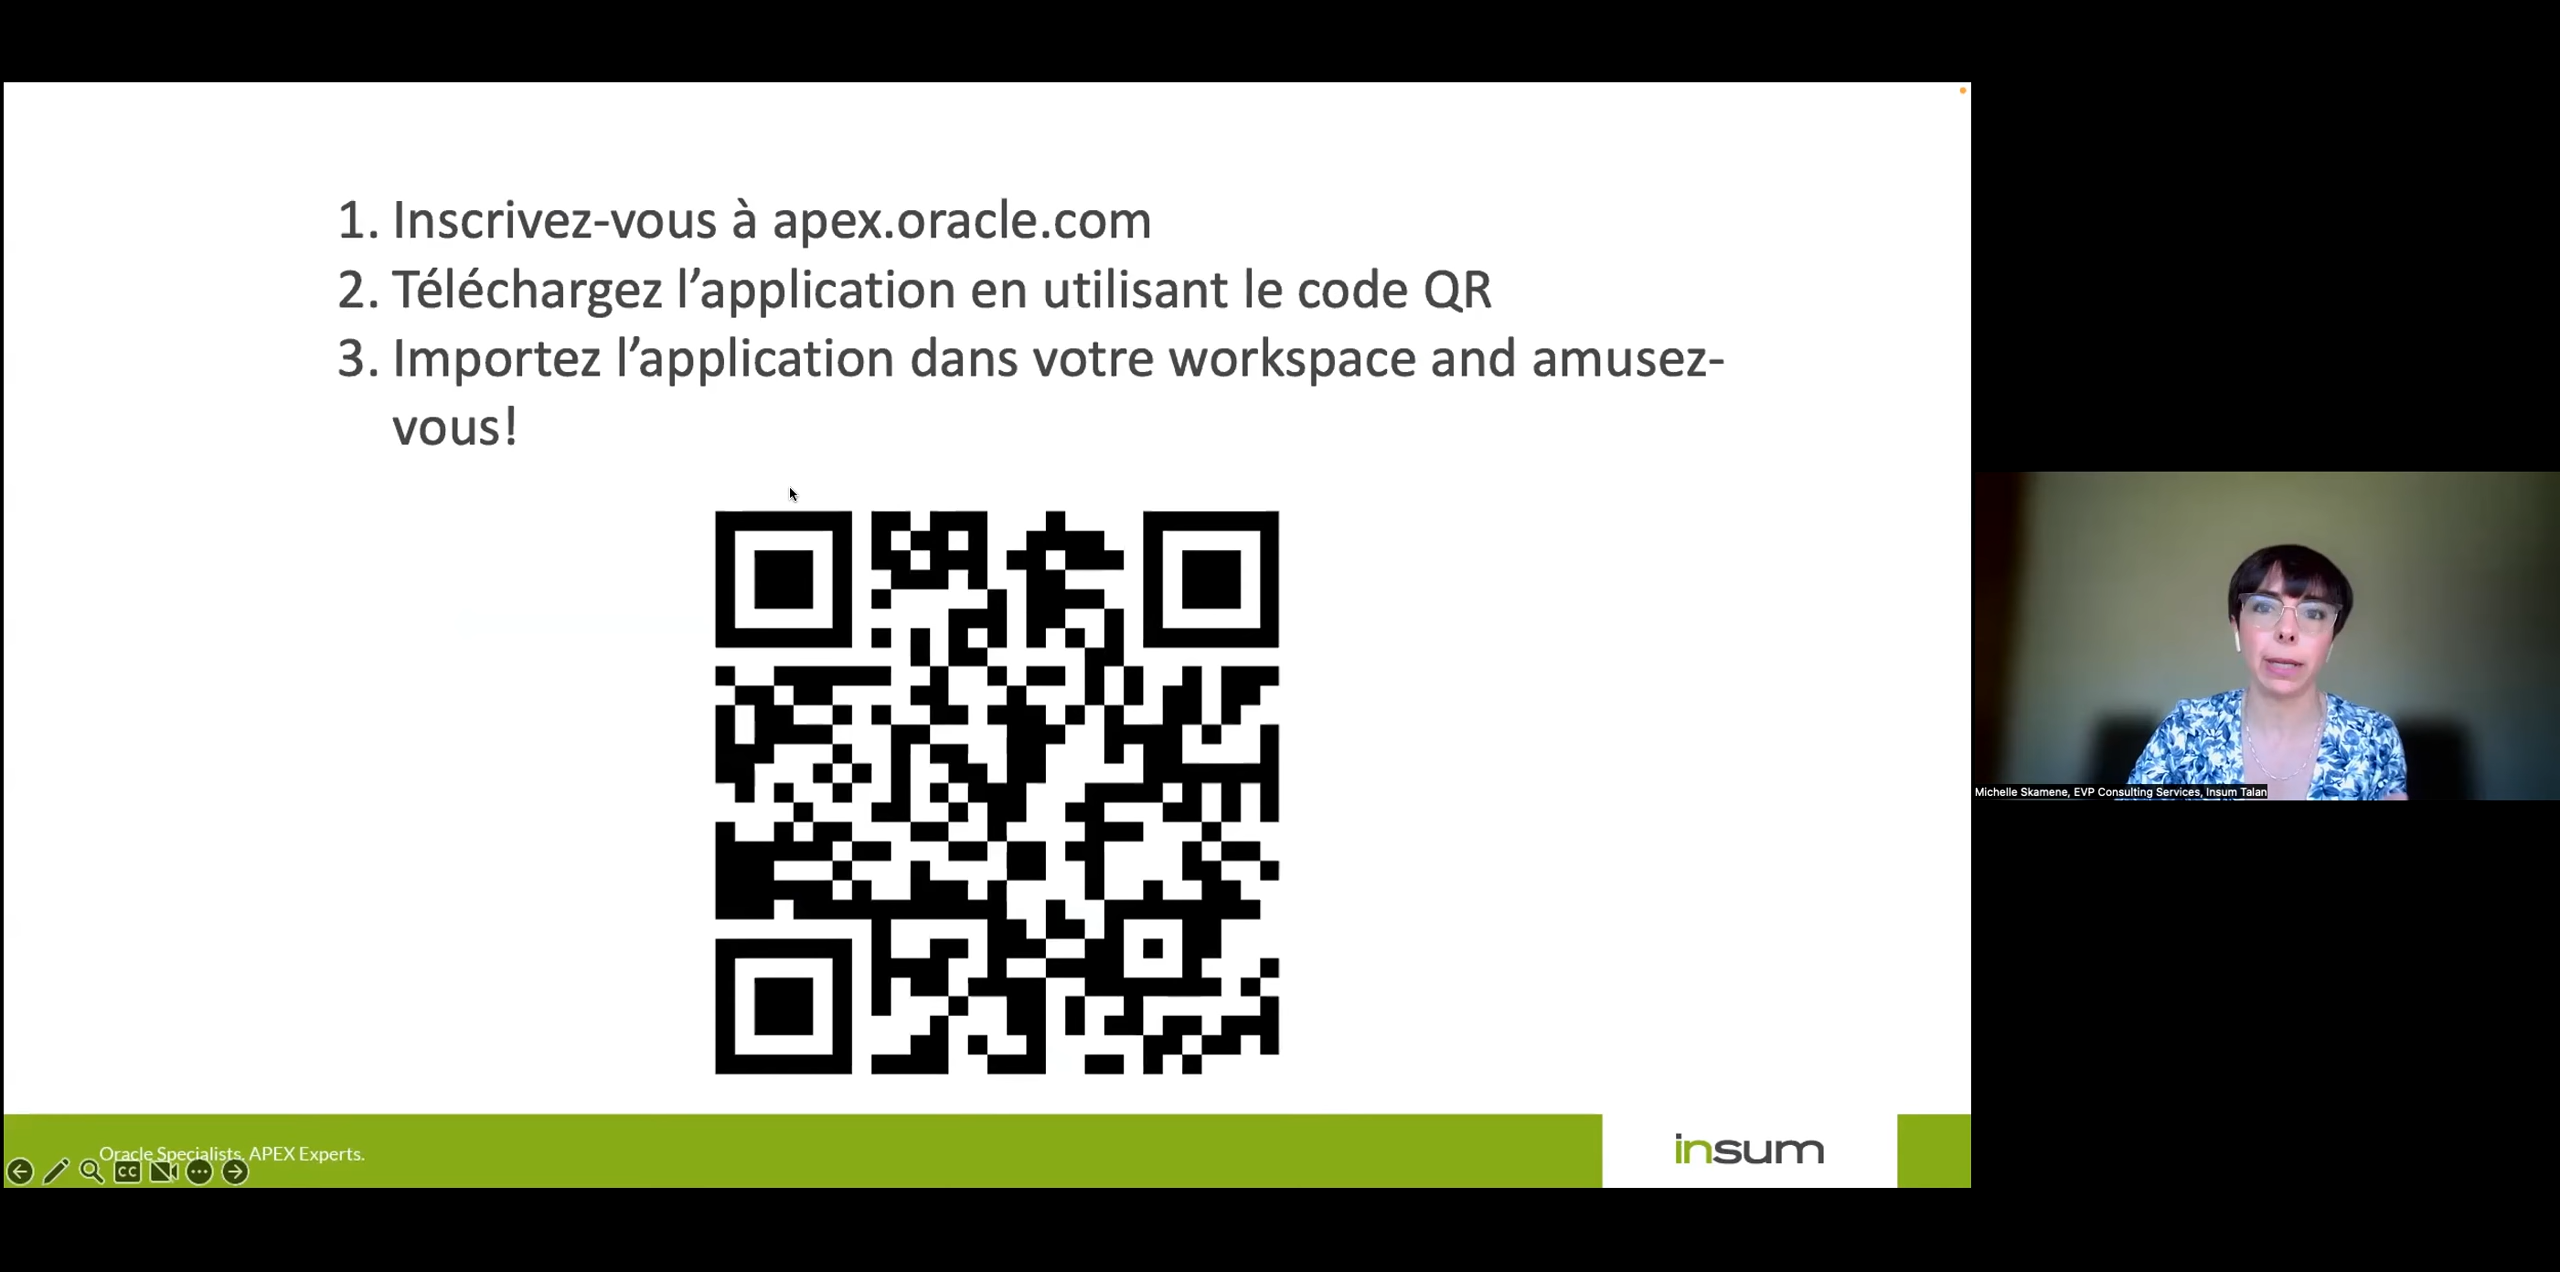 1. Inscrivez-vous à apex.oracle.com
2. Téléchargez l’application en utilisant le code QR
3. Importez l’application dans votre workspace and amusez-
vous!
Michelle Skamene, EVP Consulting Services, Insum Talan
Oracle Specialists. APEX Experts.
CC
insum